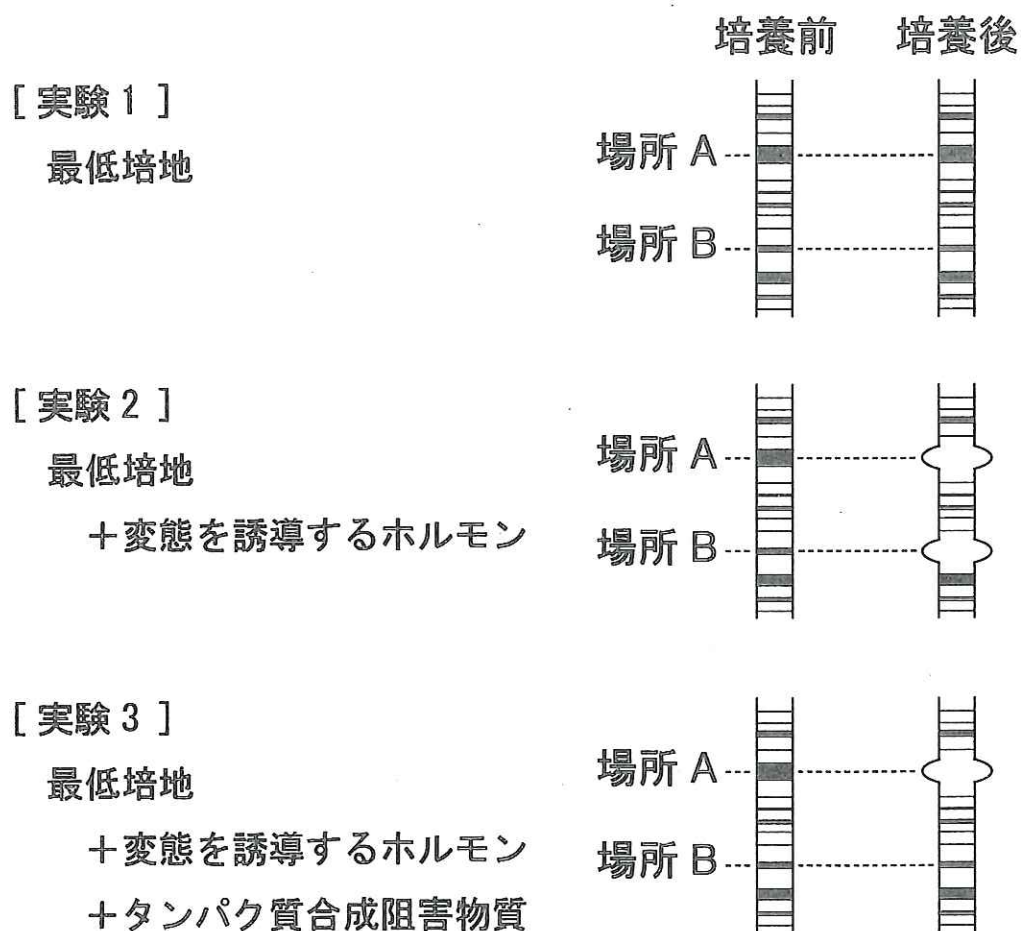 培養前 培養後
[実験1]
最低培地
場所 A
場所 B
[実験2]
最低培地
+変態を誘導するホルモン
場所 A
場所 B
[実験3]
最低培地
+変態を誘導するホルモン
+タンパク質合成阻害物質
場所 A
場所 B